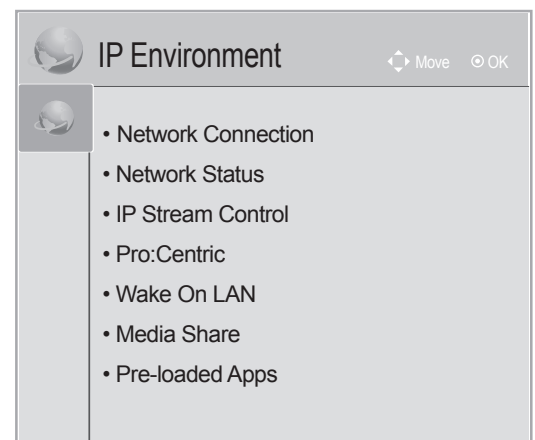 IP Environment
Move OK
• Network Connection
• Network Status
• IP Stream Control
• Pro:Centric
• Wake On LAN
• Media Share
• Pre-loaded Apps